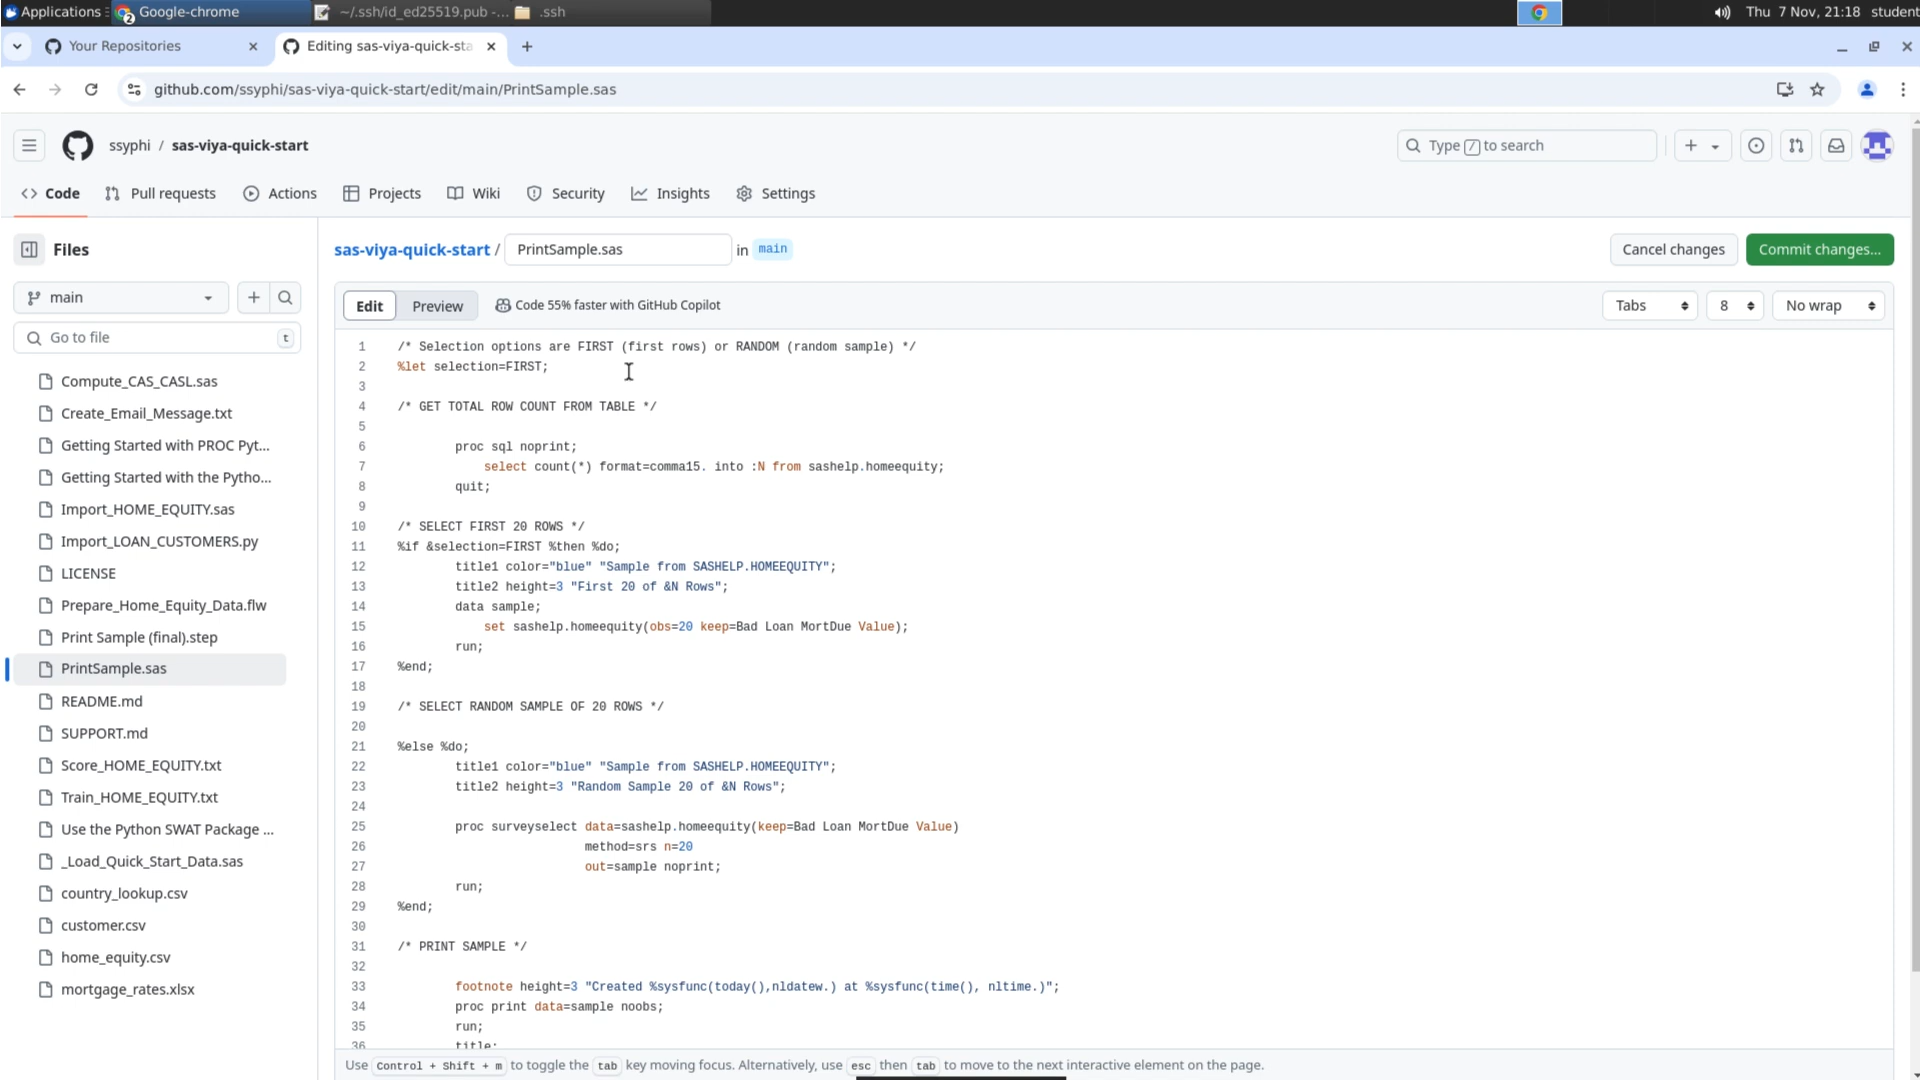 Applications
2
Google-chrome
~/.ssh/id_ed25519.pub -...
.ssh
Thu 7 Nov, 21:18 student
Your Repositories
Editing sas-viya-quick-sta
github.com/ssyphi/sas-viya-quick-start/edit/main/PrintSample.sas
ssyphi / sas-viya-quick-start
Type / to search
Code
Pull requests
Actions
Projects
Wiki
Security
Insights
Settings
Files
sas-viya-quick-start / PrintSample.sas in main
Cancel changes
Commit changes...
main
Go to file
t
Edit
Preview
Code 55% faster with GitHub Copilot
Tabs
8
No wrap
Compute_CAS_CASL.sas
Create_Email_Message.txt
Getting Started with PROC Pyt...
Getting Started with the Pytho...
Import_HOME_EQUITY.sas
Import_LOAN_CUSTOMERS.py
LICENSE
Prepare_Home_Equity_Data.flw
Print Sample (final).step
PrintSample.sas
README.md
SUPPORT.md
Score_HOME_EQUITY.txt
Train_HOME_EQUITY.txt
Use the Python SWAT Package ...
_Load_Quick_Start_Data.sas
country_lookup.csv
customer.csv
home_equity.csv
mortgage_rates.xlsx
1 /* Selection options are FIRST (first rows) or RANDOM (random sample) */
2 %let selection=FIRST;
3
4 /* GET TOTAL ROW COUNT FROM TABLE */
5
6 proc sql noprint;
7 select count(*) format=comma15. into :N from sashelp.homeequity;
8 quit;
9
10 /* SELECT FIRST 20 ROWS */
11 %if &selection=FIRST %then %do;
12 title1 color="blue" "Sample from SASHELP.HOMEEQUITY";
13 title2 height=3 "First 20 of &N Rows";
14 data sample;
15 set sashelp.homeequity(obs=20 keep=Bad Loan MortDue Value);
16 run;
17 %end;
18
19 /* SELECT RANDOM SAMPLE OF 20 ROWS */
20
21 %else %do;
22 title1 color="blue" "Sample from SASHELP.HOMEEQUITY";
23 title2 height=3 "Random Sample 20 of &N Rows";
24
25 proc surveyselect data=sashelp.homeequity(keep=Bad Loan MortDue Value)
26 method=srs n=20
27 out=sample noprint;
28 run;
29 %end;
30
31 /* PRINT SAMPLE */
32
33 footnote height=3 "Created %sysfunc(today(),nldatew.) at %sysfunc(time(), nltime.)";
34 proc print data=sample noobs;
35 run;
36 title;
Use Control + Shift + m to toggle the tab key moving focus. Alternatively, use esc then tab to move to the next interactive element on the page.